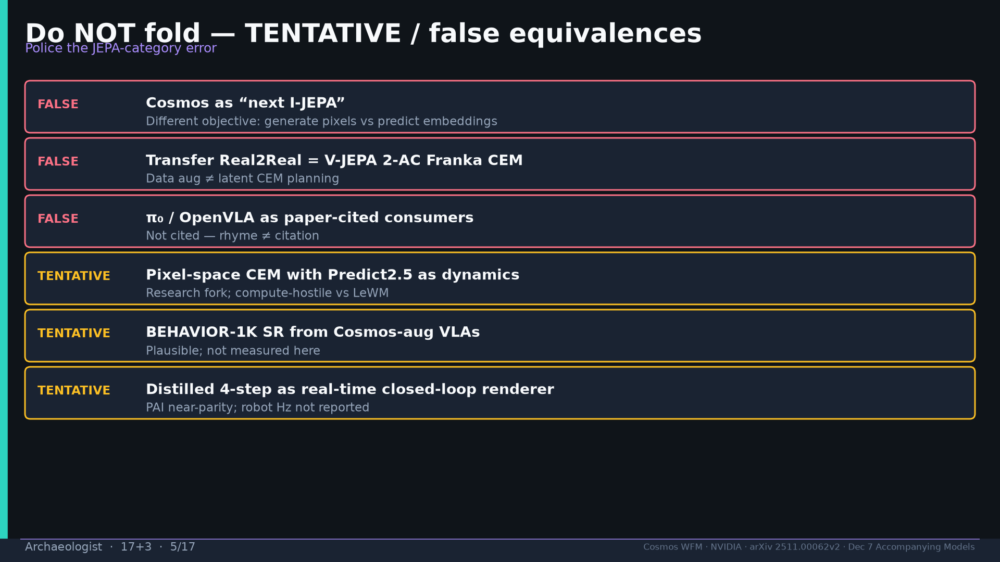 Do NOT fold — TENTATIVE / false equivalences
Police the JEPA-category error
FALSE
Cosmos as “next I-JEPA”
Different objective: generate pixels vs predict embeddings
FALSE
Transfer Real2Real = V-JEPA 2-AC Franka CEM
Data aug ≠ latent CEM planning
FALSE
π₀ / OpenVLA as paper-cited consumers
Not cited — rhyme ≠ citation
TENTATIVE
Pixel-space CEM with Predict2.5 as dynamics
Research fork; compute-hostile vs LeWM
TENTATIVE
BEHAVIOR-1K SR from Cosmos-aug VLAs
Plausible; not measured here
TENTATIVE
Distilled 4-step as real-time closed-loop renderer
PAI near-parity; robot Hz not reported
Archaeologist · 17+3 · 5/17
Cosmos WFM · NVIDIA · arXiv 2511.00062v2 · Dec 7 Accompanying Models